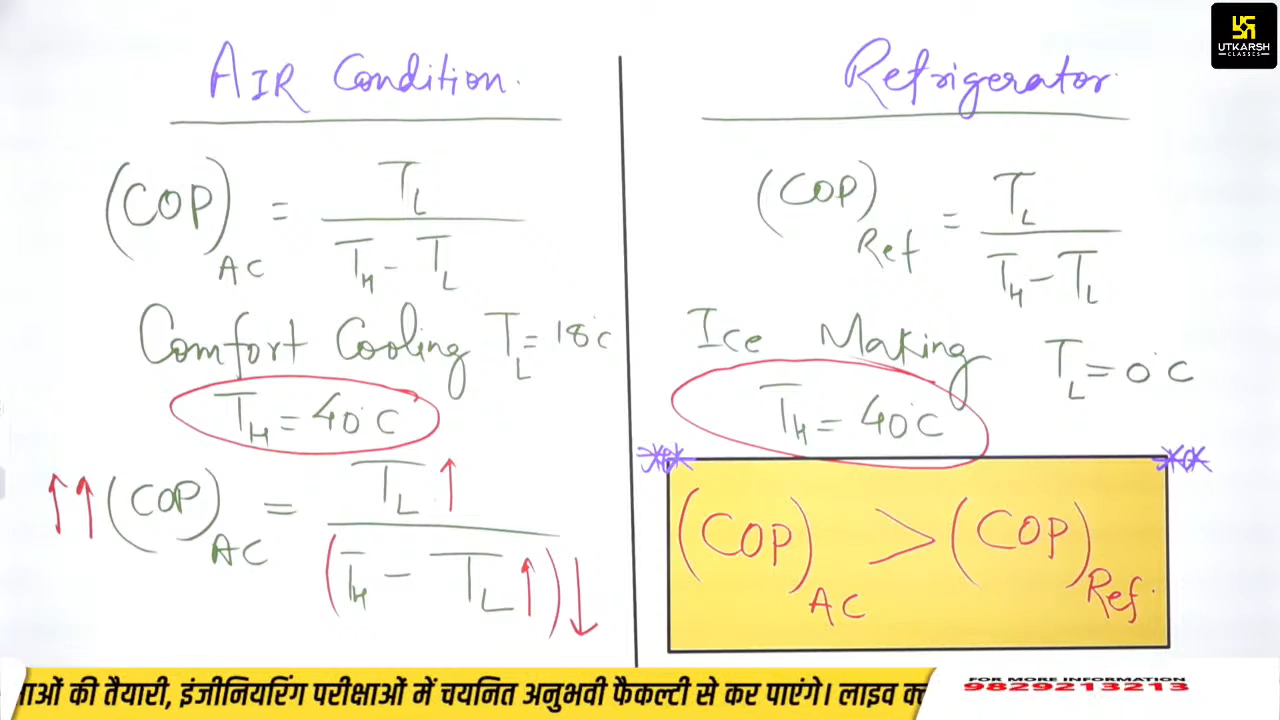 UTKARSH
CLASSES
AIR Condition.
(COP)AC = TL / TH - TL
Comfort Cooling TL = 18°C
TH = 40°C
↑↑ (COP)AC = TL↑ / (TH - TL↑)↓
Refrigerator
(COP)Ref = TL / TH - TL
Ice Making TL = 0°C
TH = 40°C
(COP)AC > (COP)Ref.
ाओं की तैयारी, इंजीनियरिंग परीक्षाओं में चयनित अनुभवी फैकल्टी से कर पाएंगे। लाइव क्
FOR MORE INFORMATION
9829213213